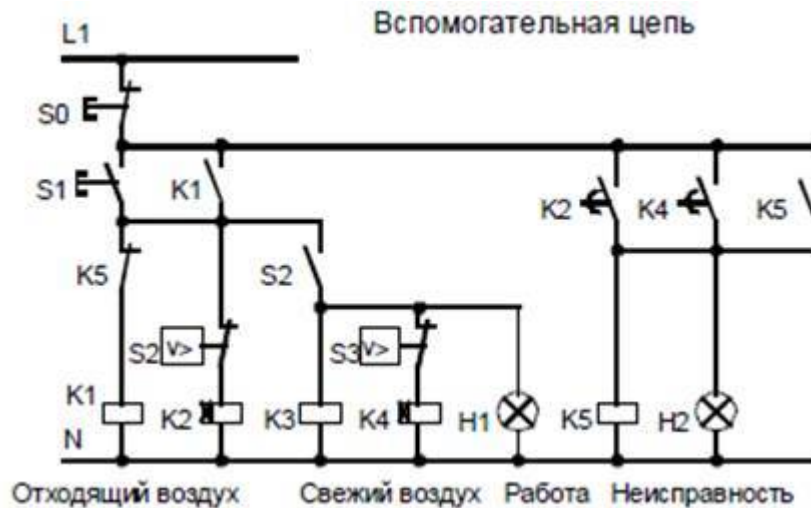 Вспомогательная цепь
L1
S0
S1
K1
K2
K4
K5
K5
S2
S2
V>
S3
V>
K1
K2
K3
K4
H1
K5
H2
N
Отходящий воздух
Свежий воздух
Работа
Неисправность